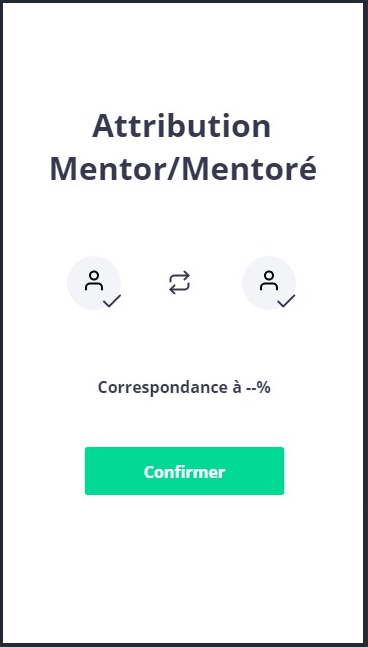 Attribution
Mentor/Mentoré
Correspondance à --%
Confirmer